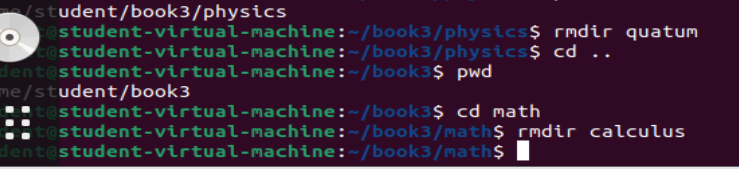 me/student/book3/physics
@student-virtual-machine:~/book3/physics$ rmdir quatum
@student-virtual-machine:~/book3/physics$ cd ..
dent@student-virtual-machine:~/book3$ pwd
me/student/book3
@student-virtual-machine:~/book3$ cd math
@student-virtual-machine:~/book3/math$ rmdir calculus
dent@student-virtual-machine:~/book3/math$